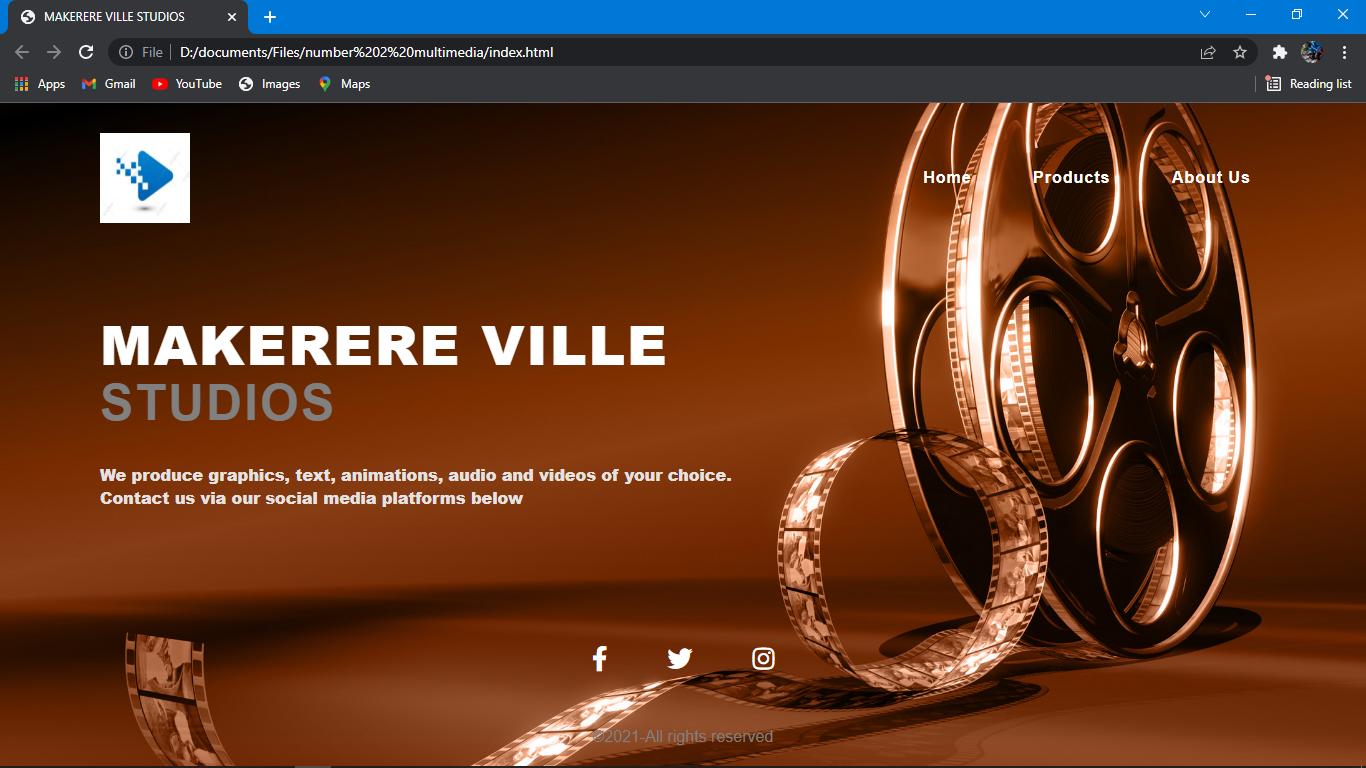 MAKERERE VILLE STUDIOS
File D:/documents/Files/number%202%20multimedia/index.html
Apps Gmail YouTube Images Maps Reading list
Home Products About Us
MAKERERE VILLE
STUDIOS
We produce graphics, text, animations, audio and videos of your choice.
Contact us via our social media platforms below
©2021-All rights reserved